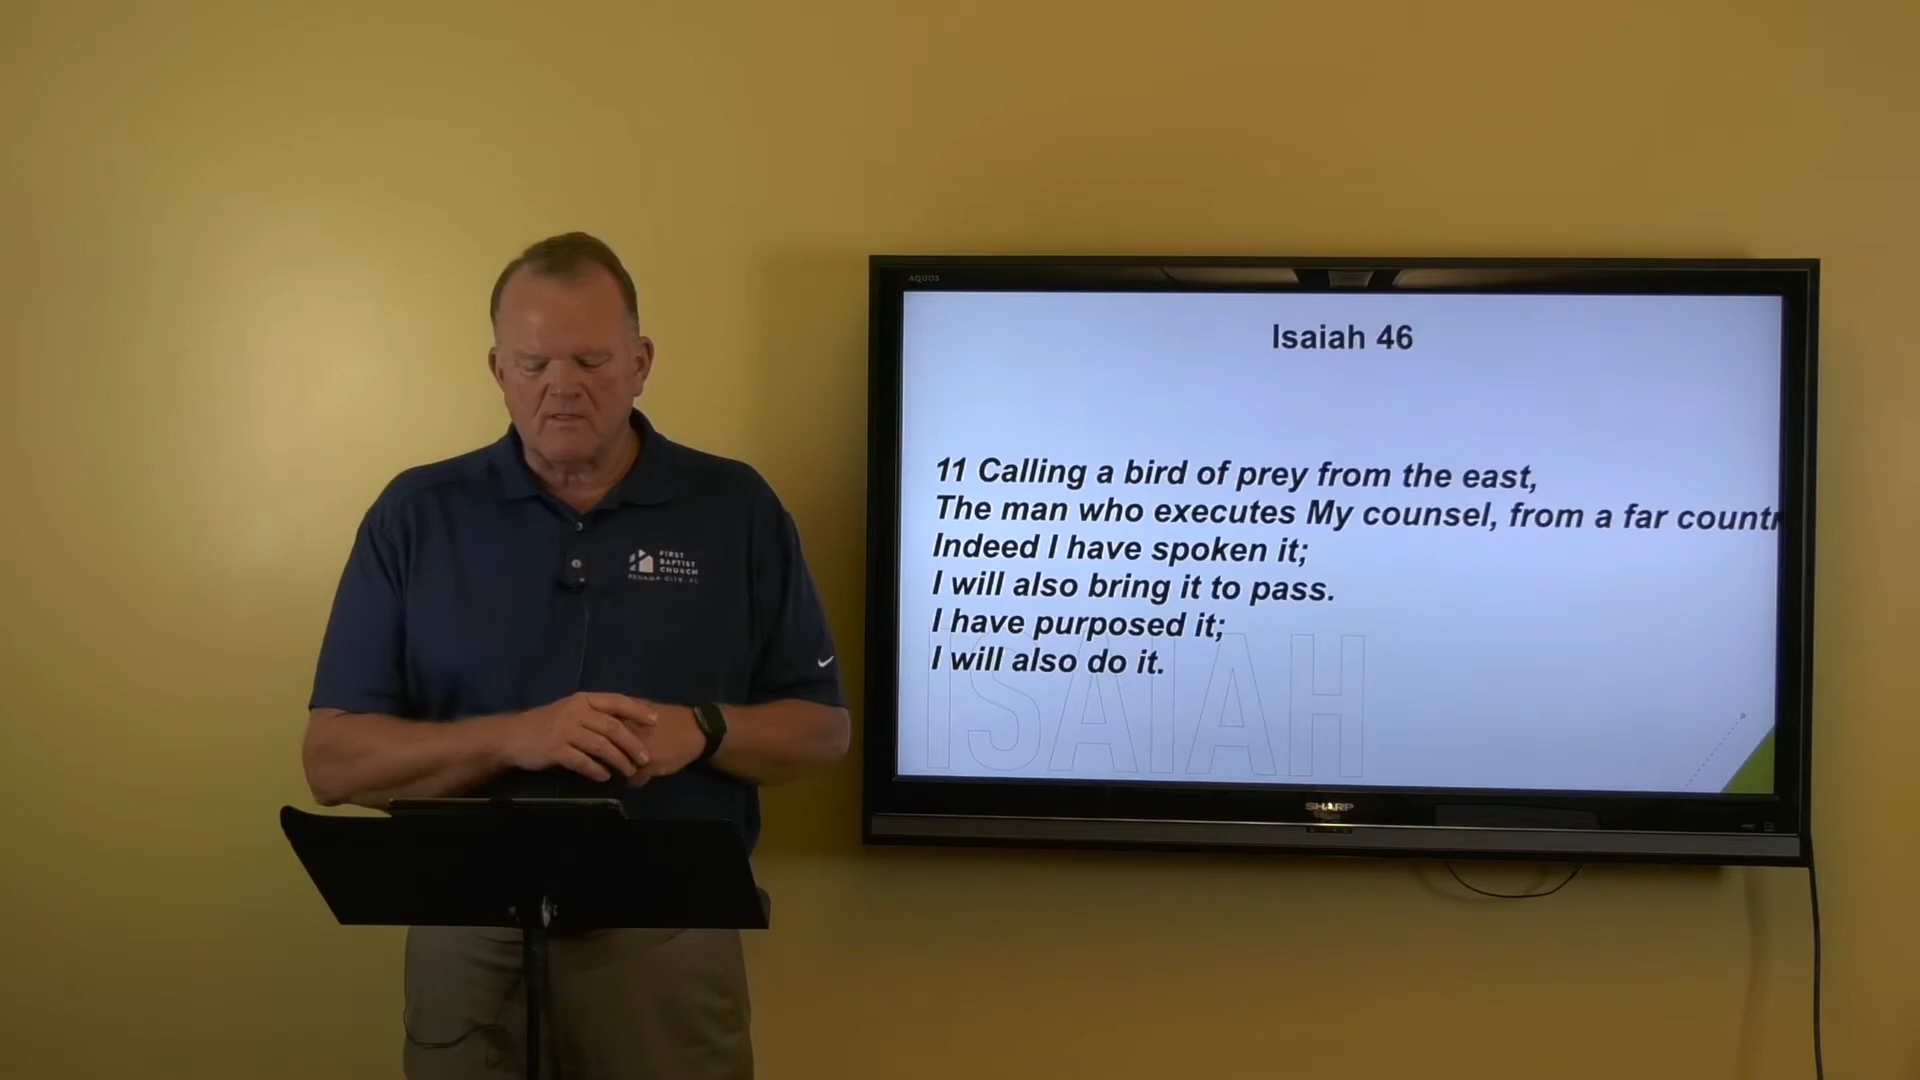 FIRST
BAPTIST
CHURCH
PANAMA CITY, FL
AQUOS
Isaiah 46
11 Calling a bird of prey from the east,
The man who executes My counsel, from a far countr
Indeed I have spoken it;
I will also bring it to pass.
I have purposed it;
I will also do it.
ISAIAH
SHARP